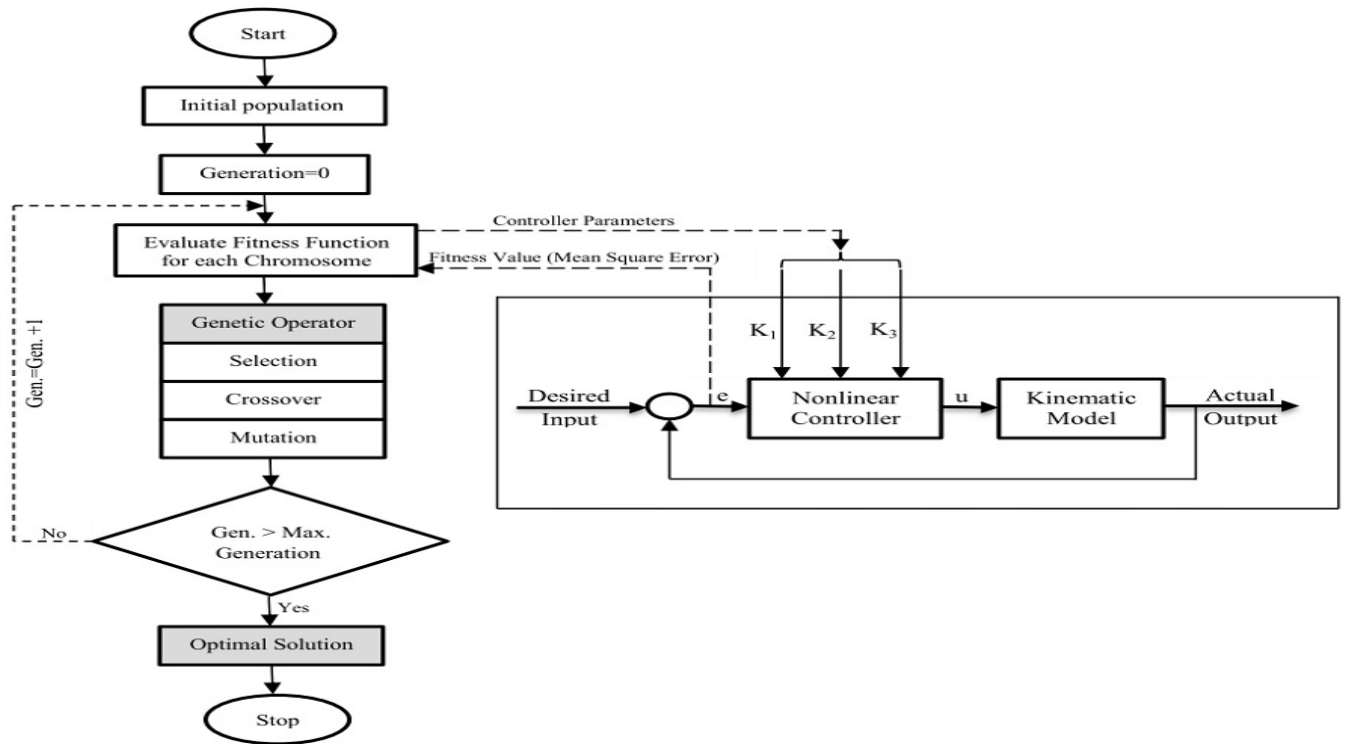 Start
Initial population
Generation=0
Evaluate Fitness Function
for each Chromosome
Genetic Operator
Selection
Crossover
Mutation
Gen.=Gen. +1
No
Gen. > Max.
Generation
Yes
Optimal Solution
Stop
Controller Parameters
Fitness Value (Mean Square Error)
K1
K2
K3
Desired
Input
e
Nonlinear
Controller
u
Kinematic
Model
Actual
Output